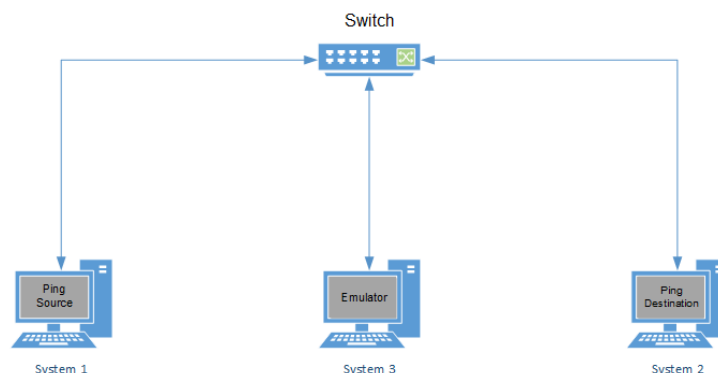 Switch
Ping
Source
Emulator
Ping
Destination
System 1
System 3
System 2